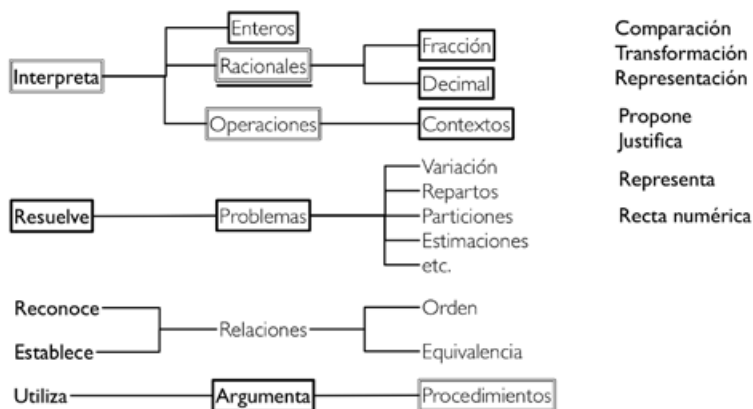 Interpreta
Enteros
Racionales
Operaciones
Fracción
Decimal
Contextos
Comparación
Transformación
Representación
Propone
Justifica
Representa
Recta numérica
Resuelve
Problemas
Variación
Repartos
Particiones
Estimaciones
etc.
Reconoce
Establece
Relaciones
Orden
Equivalencia
Utiliza
Argumenta
Procedimientos